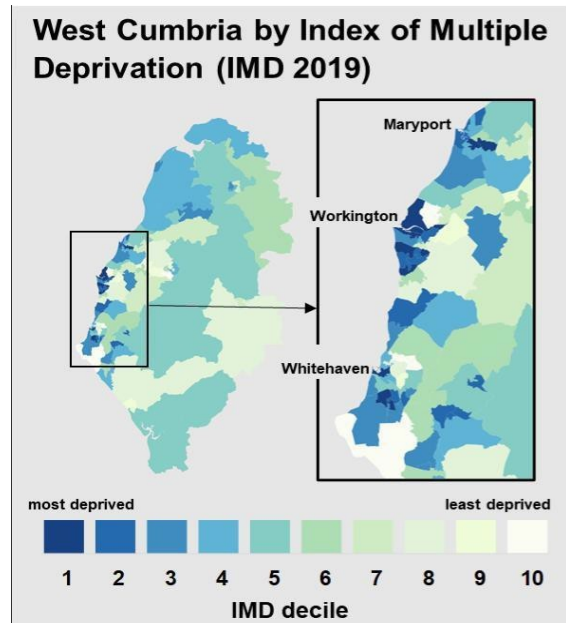 West Cumbria by Index of Multiple
Deprivation (IMD 2019)
Maryport
Workington
Whitehaven
most deprived least deprived
1 2 3 4 5 6 7 8 9 10
IMD decile